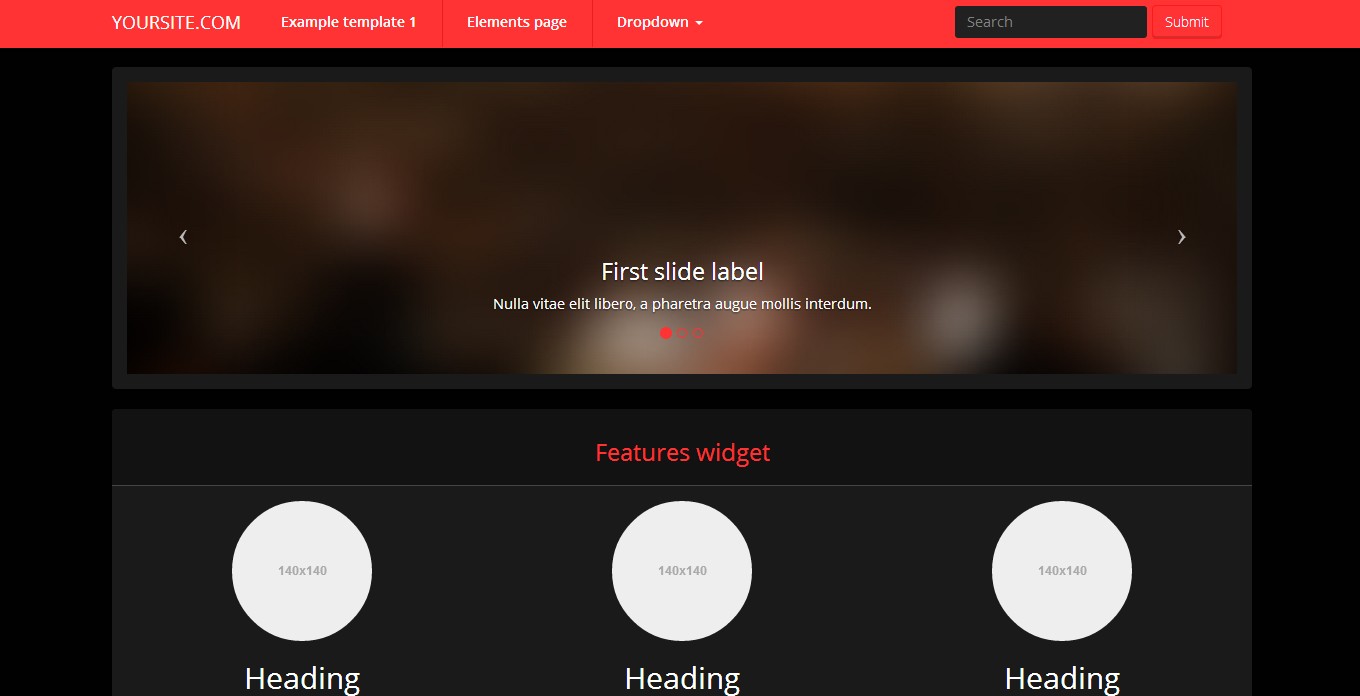 YOURSITE.COM Example template 1 Elements page Dropdown Search Submit
First slide label
Nulla vitae elit libero, a pharetra augue mollis interdum.
Features widget
140x140 140x140 140x140
Heading Heading Heading